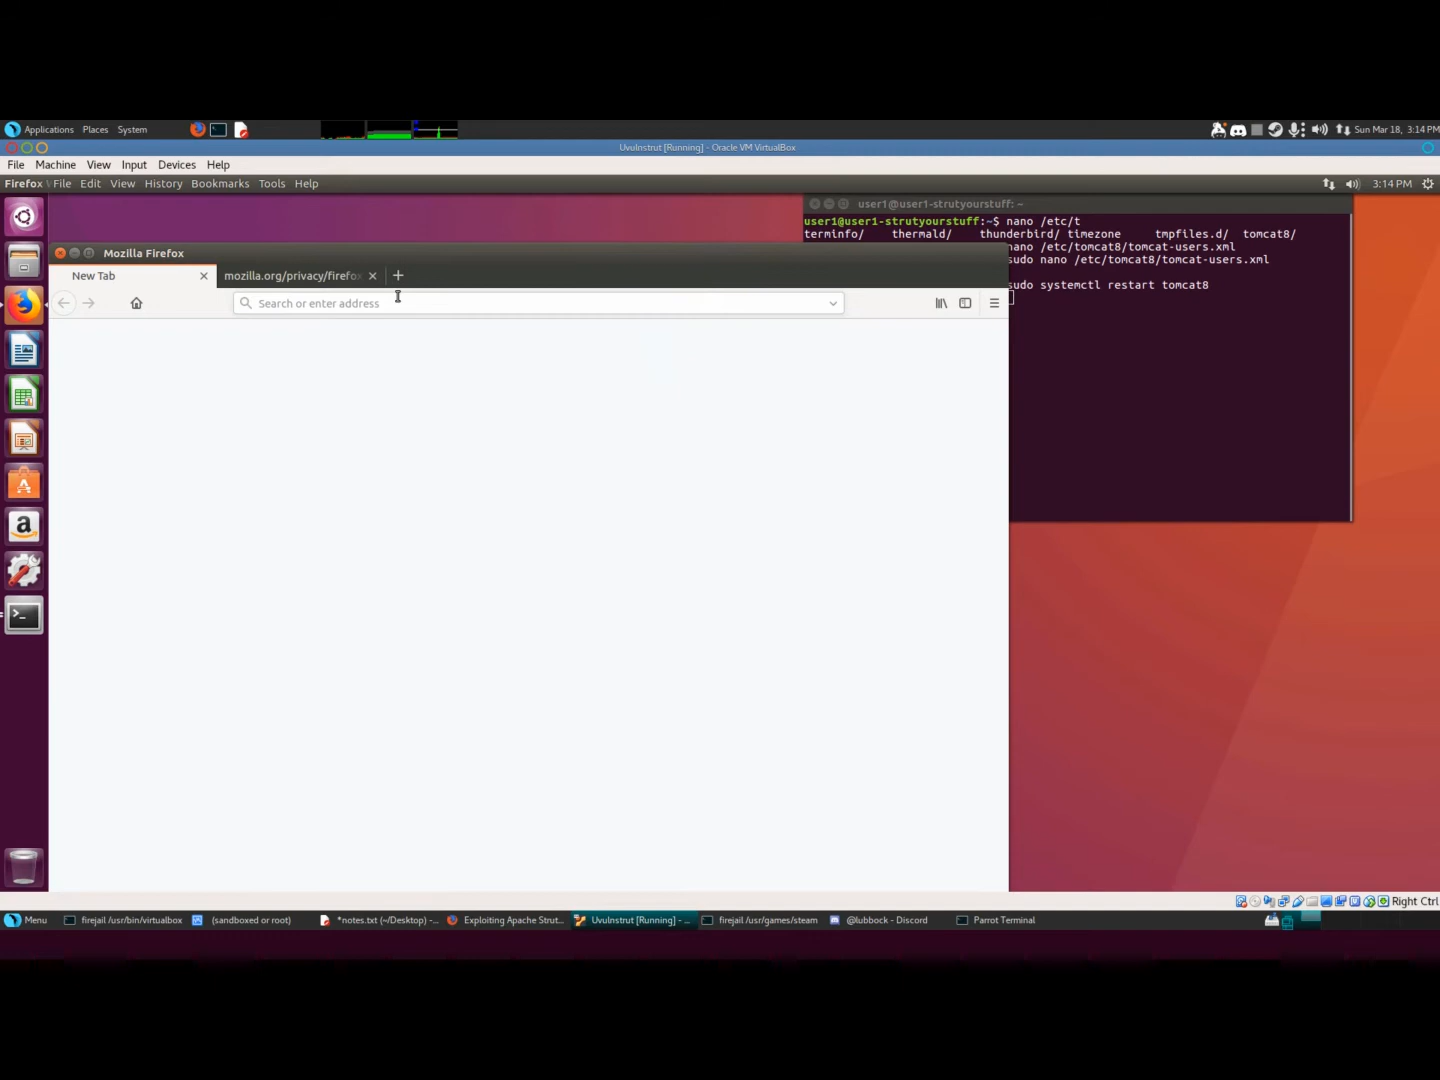 Applications Places System Sun Mar 18, 3:14 PM
UvuInstrut [Running] - Oracle VM VirtualBox
File Machine View Input Devices Help
Firefox File Edit View History Bookmarks Tools Help 3:14 PM
user1@user1-strutyourstuff: ~
user1@user1-strutyourstuff:~$ nano /etc/t
terminfo/ thermald/ thunderbird/ timezone tmpfiles.d/ tomcat8/
nano /etc/tomcat8/tomcat-users.xml
sudo nano /etc/tomcat8/tomcat-users.xml
sudo systemctl restart tomcat8
Mozilla Firefox
New Tab mozilla.org/privacy/firefo
Search or enter address
Right Ctrl
Menu firejail /usr/bin/virtualbox (sandboxed or root) *notes.txt (~/Desktop) -... Exploiting Apache Strut... UvuInstrut [Running] - ... firejail /usr/games/steam @lubbock - Discord Parrot Terminal